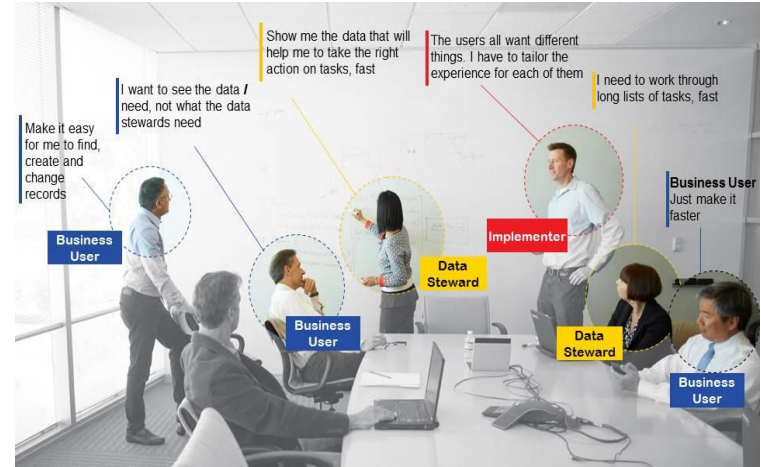 Show me the data that will
help me to take the right
action on tasks, fast
The users all want different
things. I have to tailor the
experience for each of them
I want to see the data I
need, not what the data
stewards need
I need to work through
long lists of tasks, fast
Make it easy
for me to find,
create and
change
records
Business User
Just make it
faster
Business
User
Implementer
Data
Steward
Business
User
Data
Steward
Business
User